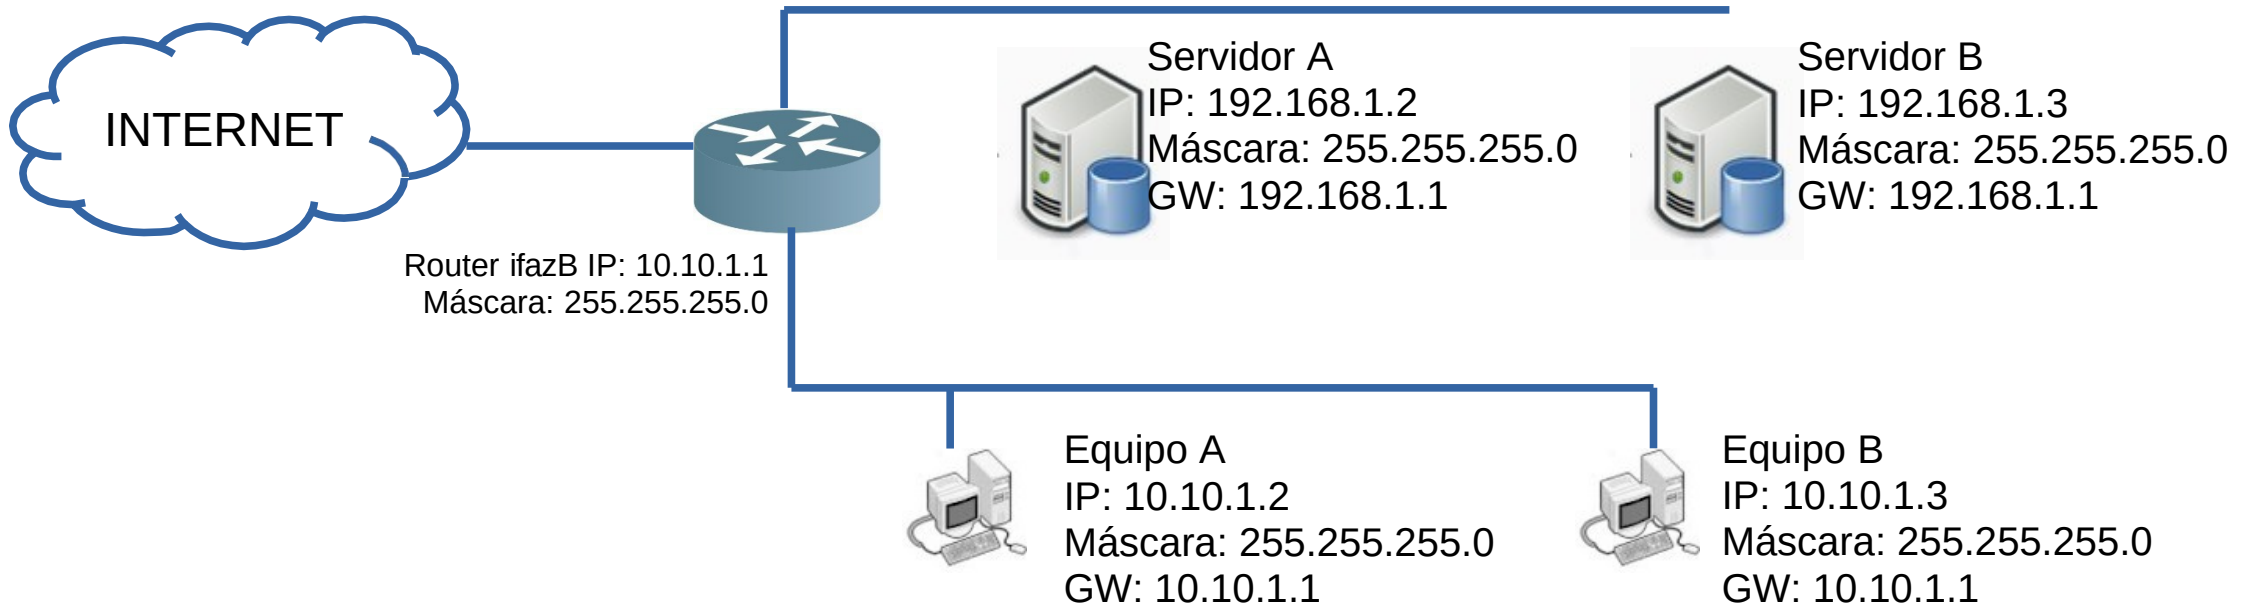 INTERNET
Servidor A
IP: 192.168.1.2
Máscara: 255.255.255.0
GW: 192.168.1.1
Servidor B
IP: 192.168.1.3
Máscara: 255.255.255.0
GW: 192.168.1.1
Router ifazB IP: 10.10.1.1
Máscara: 255.255.255.0
Equipo A
IP: 10.10.1.2
Máscara: 255.255.255.0
GW: 10.10.1.1
Equipo B
IP: 10.10.1.3
Máscara: 255.255.255.0
GW: 10.10.1.1